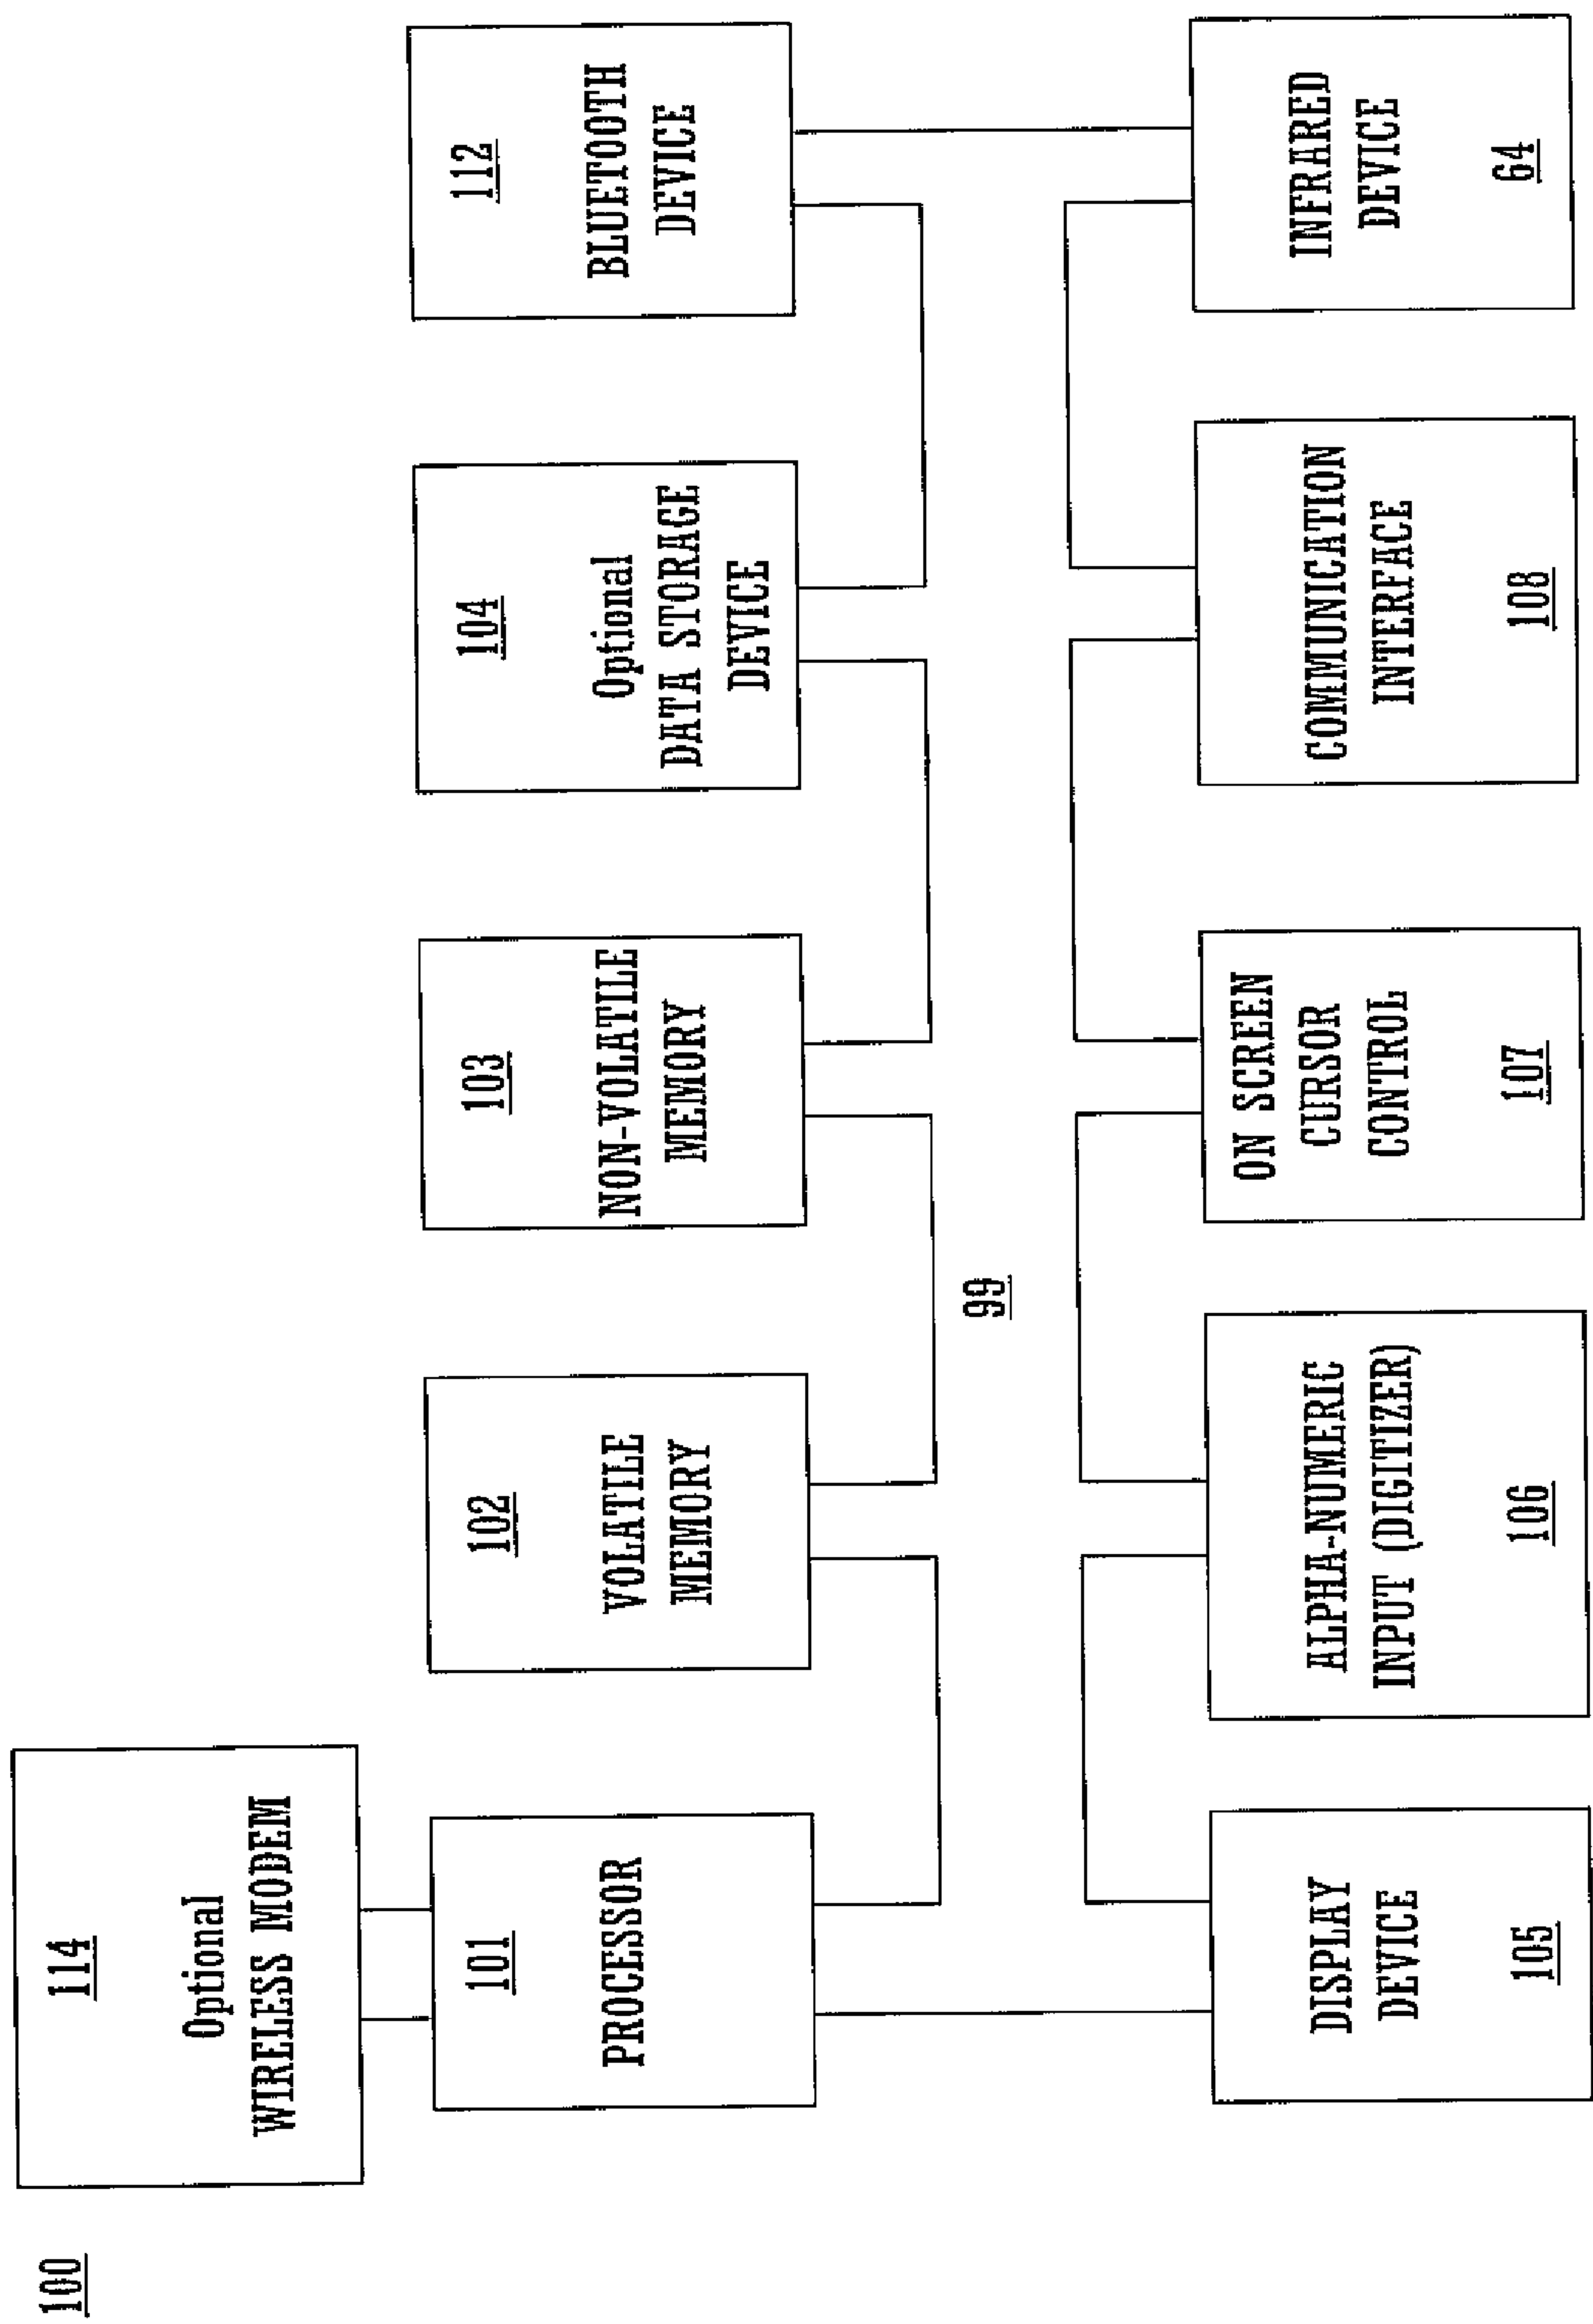 100
114
Optional
WIRELESS MODEM
101
PROCESSOR
102
VOLATILE
MEMORY
103
NON-VOLATILE
MEMORY
104
Optional
DATA STORAGE
DEVICE
112
BLUETOOTH
DEVICE
99
DISPLAY
DEVICE
105
ALPHA-NUMERIC
INPUT (DIGITIZER)
106
ON SCREEN
CURSOR
CONTROL
107
COMMUNICATION
INTERFACE
108
INFRARED
DEVICE
64